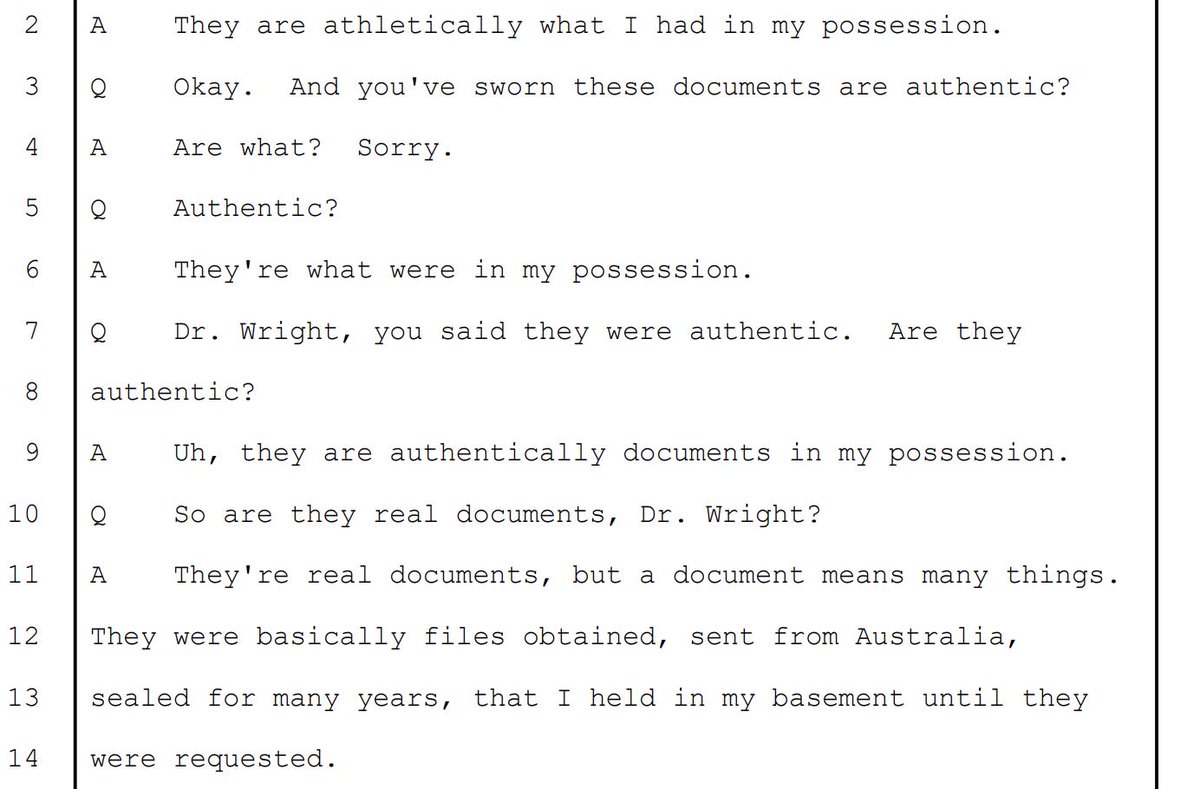 2 A They are athletically what I had in my possession.
3 Q Okay. And you've sworn these documents are authentic?
4 A Are what? Sorry.
5 Q Authentic?
6 A They're what were in my possession.
7 Q Dr. Wright, you said they were authentic. Are they
8 authentic?
9 A Uh, they are authentically documents in my possession.
10 Q So are they real documents, Dr. Wright?
11 A They're real documents, but a document means many things.
12 They were basically files obtained, sent from Australia,
13 sealed for many years, that I held in my basement until they
14 were requested.